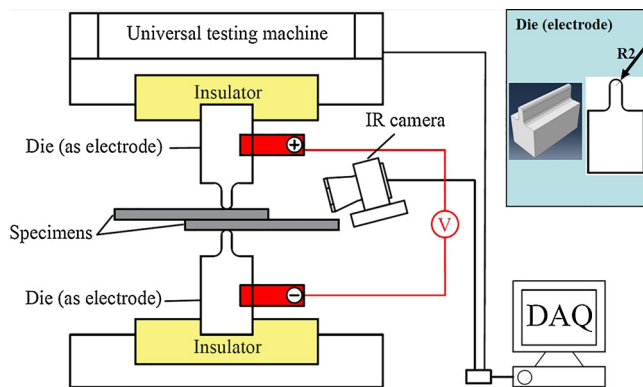 Universal testing machine
Die (electrode)
R2
Insulator
IR camera
Die (as electrode)
+
V
Specimens
Die (as electrode)
−
DAQ
Insulator